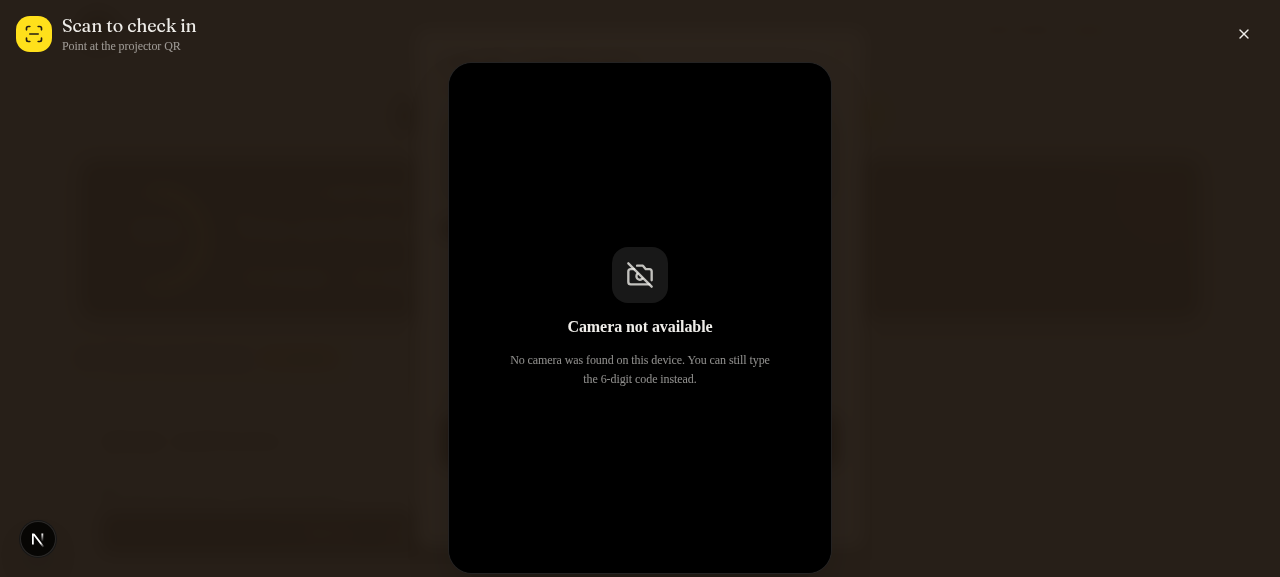 Scan to check in
Point at the projector QR
Camera not available
No camera was found on this device. You can still type
the 6-digit code instead.
N